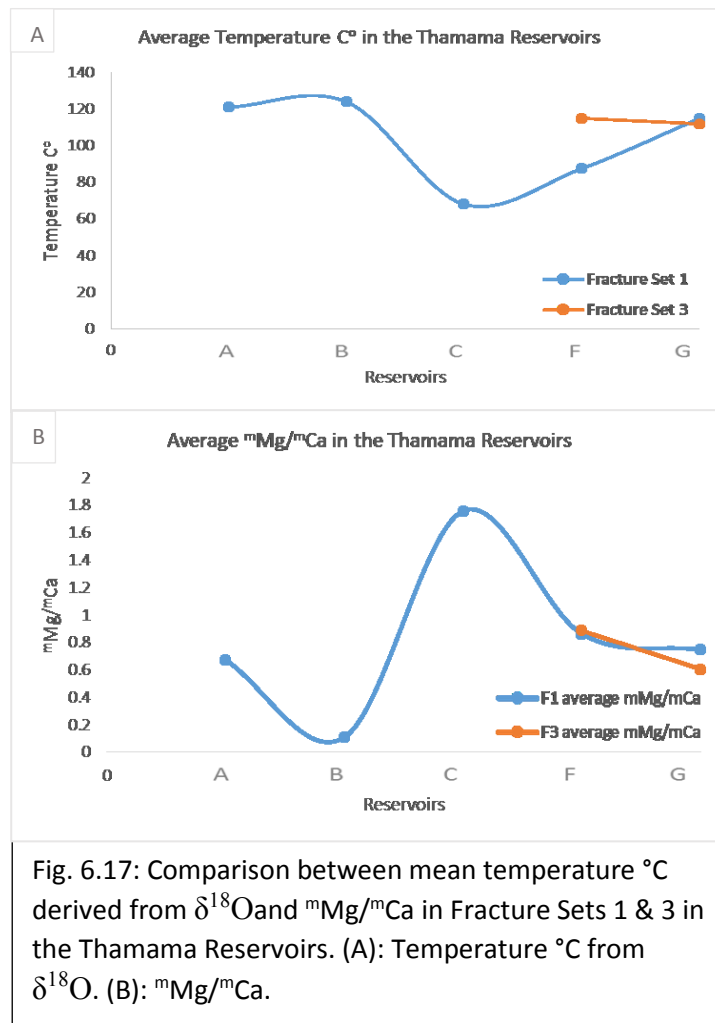 A
Average Temperature C° in the Thamama Reservoirs
140
120
100
80
60
40
20
0
Temperature C°
Fracture Set 1
Fracture Set 3
0 A B C F G
Reservoirs
B
Average ᵐMg/ᵐCa in the Thamama Reservoirs
2
1.8
1.6
1.4
1.2
1
0.8
0.6
0.4
0.2
0
ᵐMg/ᵐCa
F1 average mMg/mCa
F3 average mMg/mCa
0 A B C F G
Reservoirs
Fig. 6.17: Comparison between mean temperature °C
derived from δ¹⁸Oand ᵐMg/ᵐCa in Fracture Sets 1 & 3 in
the Thamama Reservoirs. (A): Temperature °C from
δ¹⁸O. (B): ᵐMg/ᵐCa.